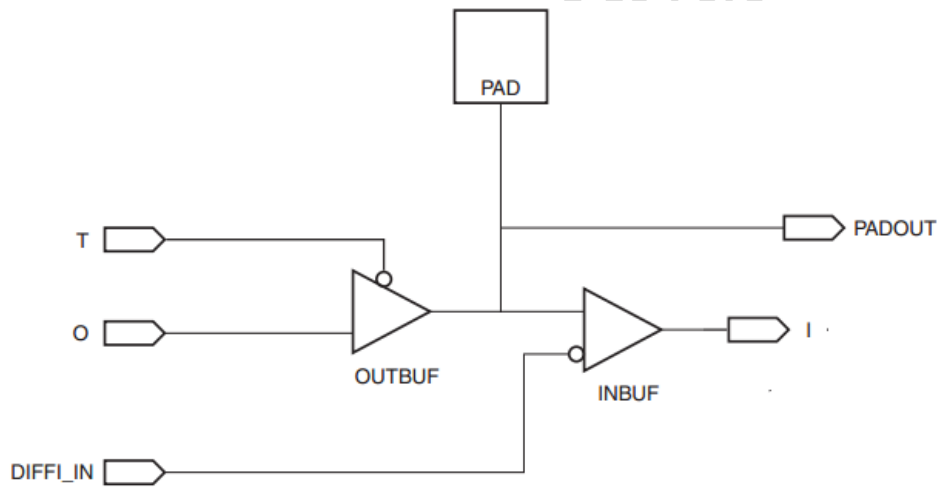 PAD
T
PADOUT
O
I
OUTBUF
INBUF
DIFFI_IN